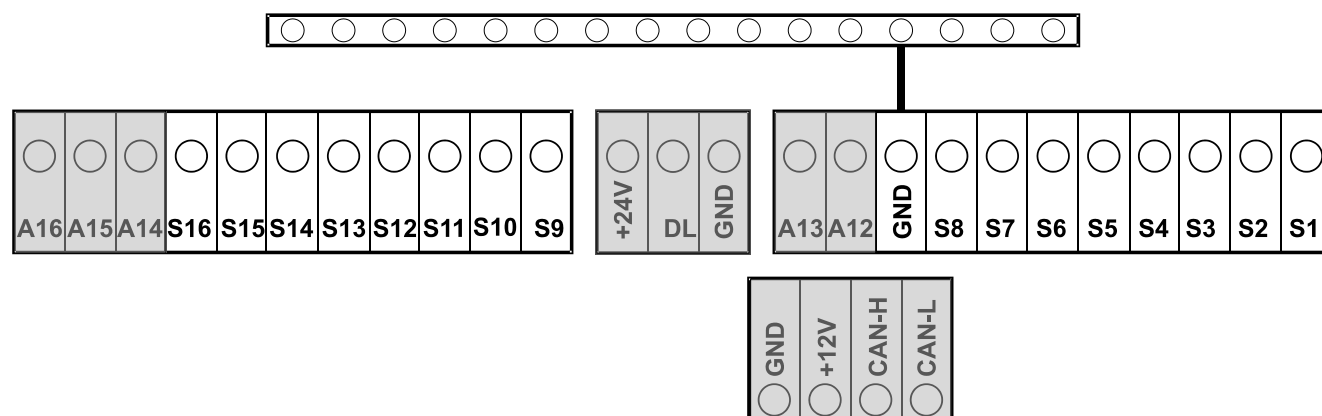 A16 A15 A14 S16 S15 S14 S13 S12 S11 S10 S9 +24V DL GND A13 A12 GND S8 S7 S6 S5 S4 S3 S2 S1
GND +12V CAN-H CAN-L